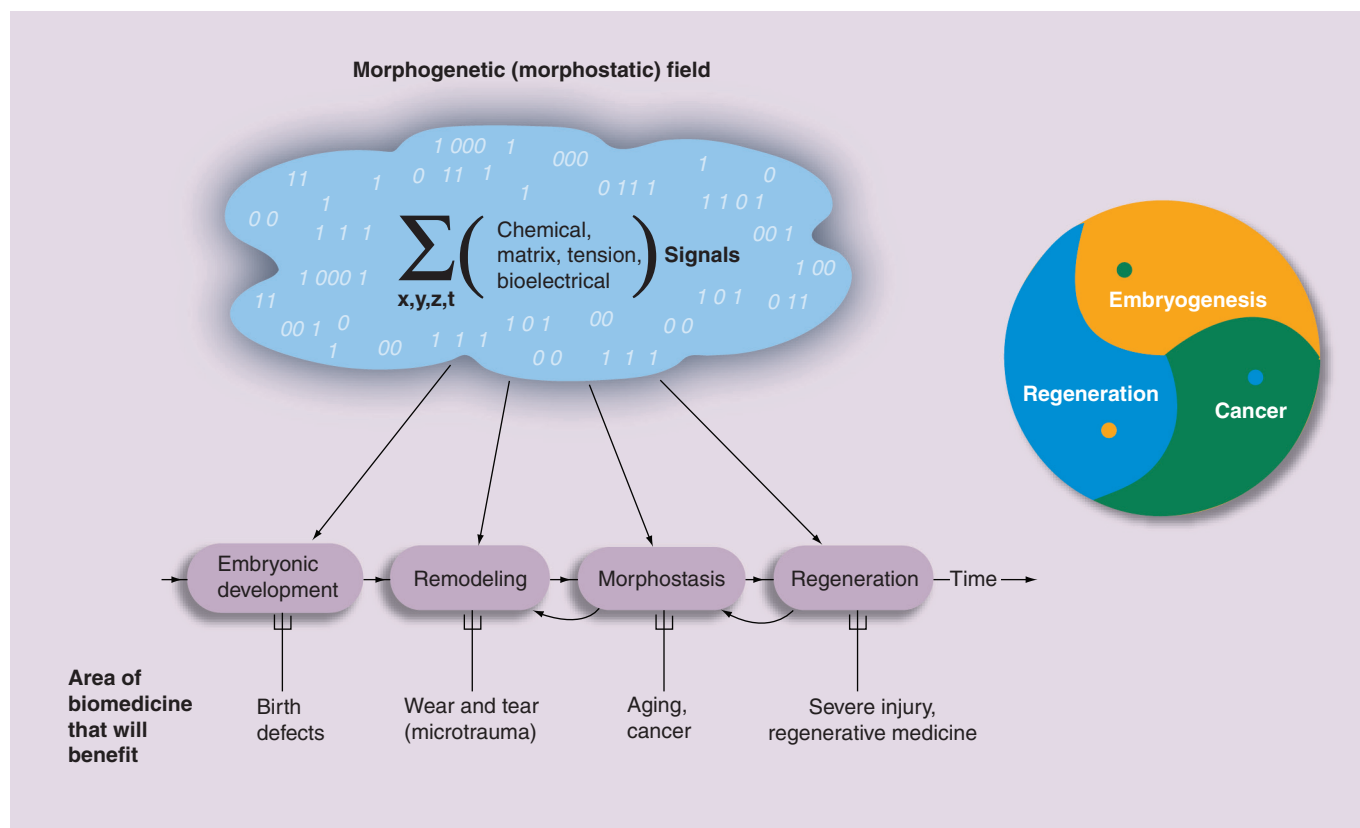 Morphogenetic (morphostatic) field
1 000 1
000
1
0
11
1
0 11 1
1
0 111 1
1 1 0 1
0 0
1
1 1 1
00 1
Σ
x,y,z,t
(
Chemical,
matrix, tension,
bioelectrical
)
Signals
1 000 1
1 00
11
1 0 1
0 11
00 1
0
1
00
1 1 1
1 0 1
00
0 0
0 0
1 1 1
Embryogenesis
Regeneration
Cancer
Embryonic
development
Remodeling
Morphostasis
Regeneration
Time
Area of
biomedicine
that will
benefit
Birth
defects
Wear and tear
(microtrauma)
Aging,
cancer
Severe injury,
regenerative medicine